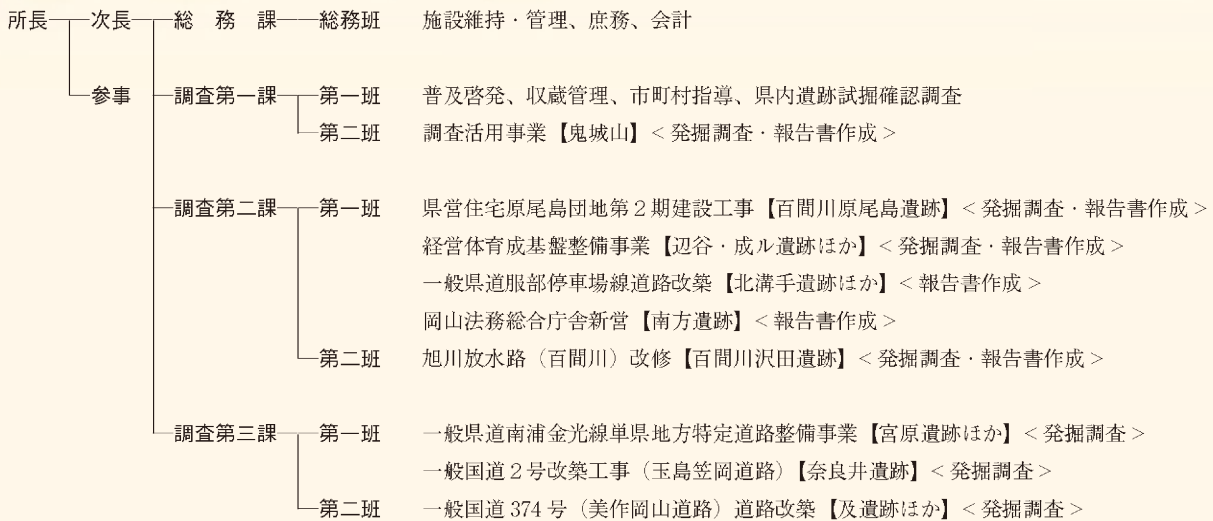 所長 次長 総務課 総務班 施設維持・管理、庶務、会計
参事 調査第一課 第一班 普及啓発、収蔵管理、市町村指導、県内遺跡試掘確認調査
第二班 調査活用事業【鬼城山】<発掘調査・報告書作成>
調査第二課 第一班 県営住宅原尾島団地第2期建設工事【百間川原尾島遺跡】<発掘調査・報告書作成>
経営体育成基盤整備事業【辺谷・成ル遺跡ほか】<発掘調査・報告書作成>
一般県道服部停車場線道路改築【北溝手遺跡ほか】<報告書作成>
岡山法務総合庁舎新営【南方遺跡】<報告書作成>
第二班 旭川放水路(百間川)改修【百間川沢田遺跡】<発掘調査・報告書作成>
調査第三課 第一班 一般県道南浦金光線単県地方特定道路整備事業【宮原遺跡ほか】<発掘調査>
一般国道2号改築工事(玉島笠岡道路)【奈良井遺跡】<発掘調査>
第二班 一般国道374号(美作岡山道路)道路改築【及遺跡ほか】<発掘調査>